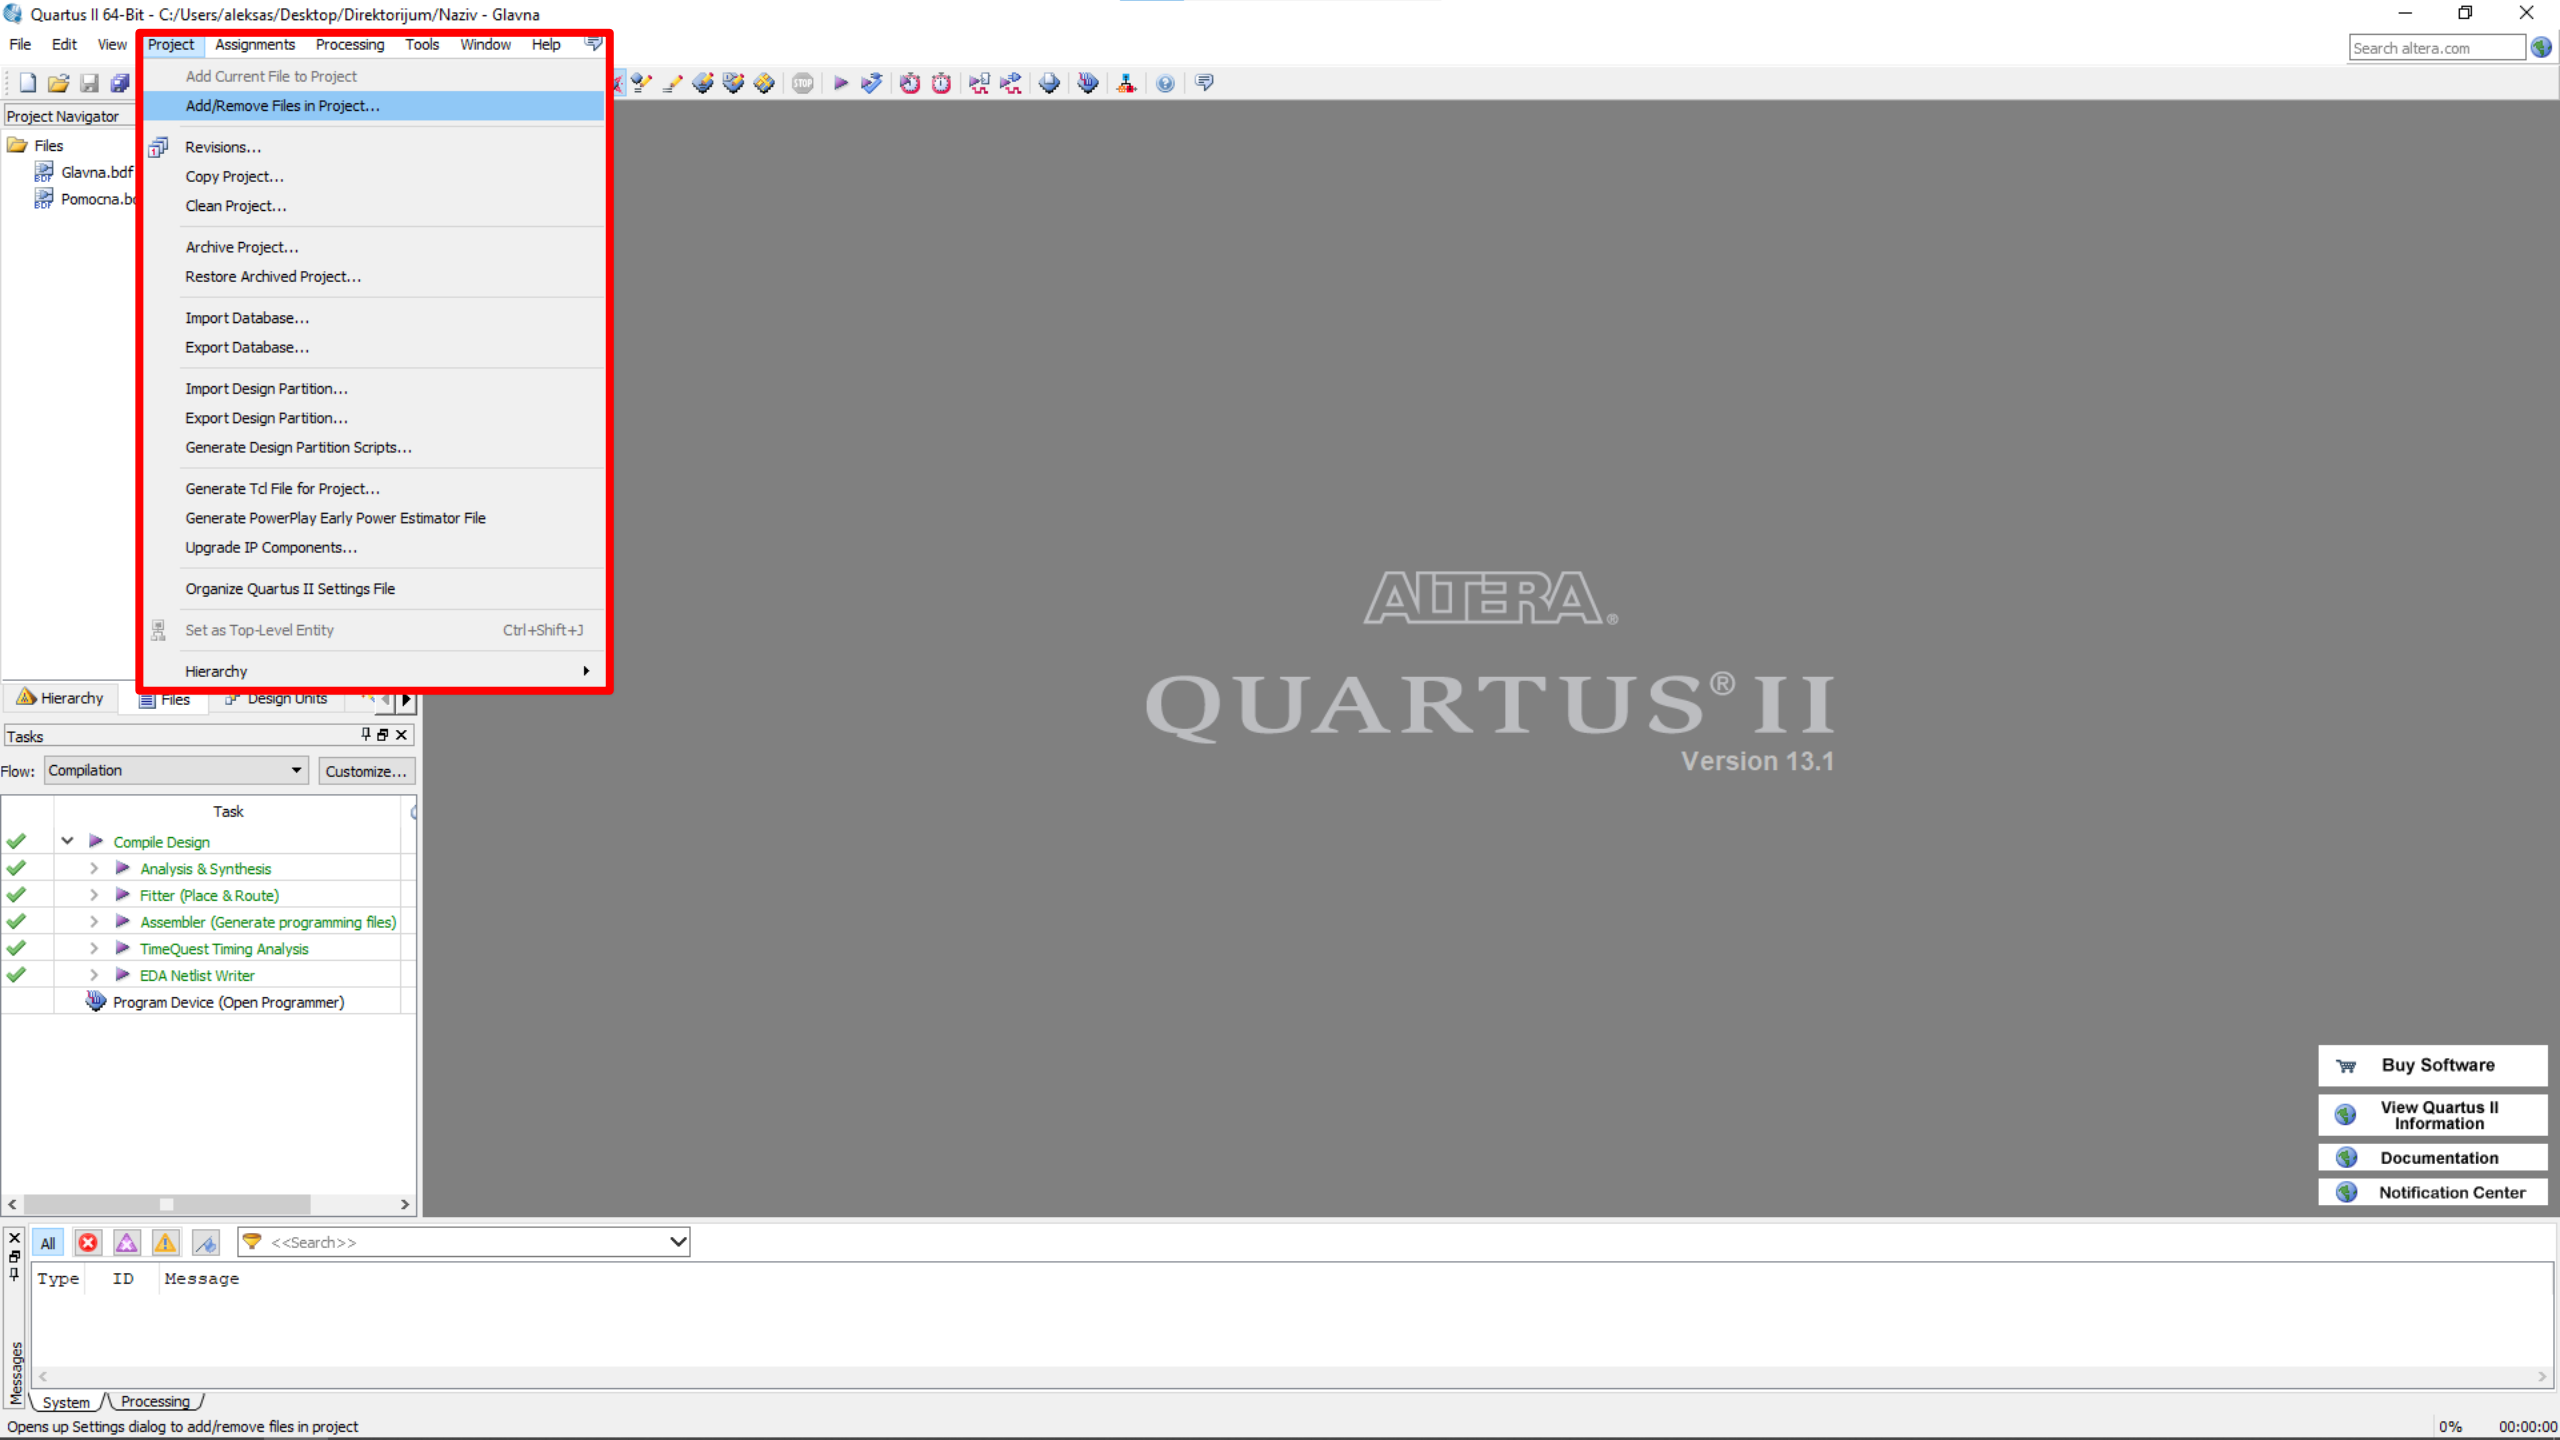 Quartus II 64-Bit - C:/Users/aleksas/Desktop/Direktorijum/Naziv - Glavna
File Edit View Project Assignments Processing Tools Window Help
Search altera.com
STOP
Project Navigator
Files
BDF Glavna.bdf
BDF
Add Current File to Project
Add/Remove Files in Project...
Revisions...
Copy Project...
Clean Project...
Archive Project...
Restore Archived Project...
Import Database...
Export Database...
Import Design Partition...
Export Design Partition...
Generate Design Partition Scripts...
Generate Tcl File for Project...
Generate PowerPlay Early Power Estimator File
Upgrade IP Components...
Organize Quartus II Settings File
Set as Top-Level Entity Ctrl+Shift+J
Hierarchy
Hierarchy Files Design Units
Tasks
Flow: Compilation Customize...
Task
Compile Design
Analysis & Synthesis
Fitter (Place & Route)
Assembler (Generate programming files)
TimeQuest Timing Analysis
EDA Netlist Writer
Program Device (Open Programmer)
ALTERA®
QUARTUS® II
Version 13.1
Buy Software
View Quartus II
Information
Documentation
Notification Center
All <<Search>>
Type ID Message
Messages
System Processing
Opens up Settings dialog to add/remove files in project
0% 00:00:00